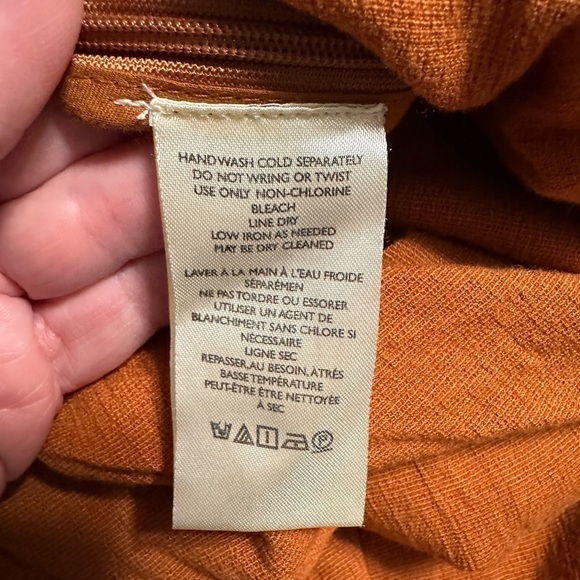 HANDWASH COLD SEPARATELY
DO NOT WRING OR TWIST
USE ONLY NON-CHLORINE
BLEACH
LINE DRY
LOW IRON AS NEEDED
MAY BE DRY CLEANED
LAVER À LA MAIN À L'EAU FROIDE
SÉPARÉMEN
NE PAS TORDRE OU ESSORER
UTILISER UN AGENT DE
BLANCHIMENT SANS CHLORE SI
NÉCESSAIRE
LIGNE SEC
REPASSER, AU BESOIN, ÀTRÉS
BASSE TEMPÉRATURE
PEUT-ÊTRE ÊTRE NETTOYÉE
À SEC